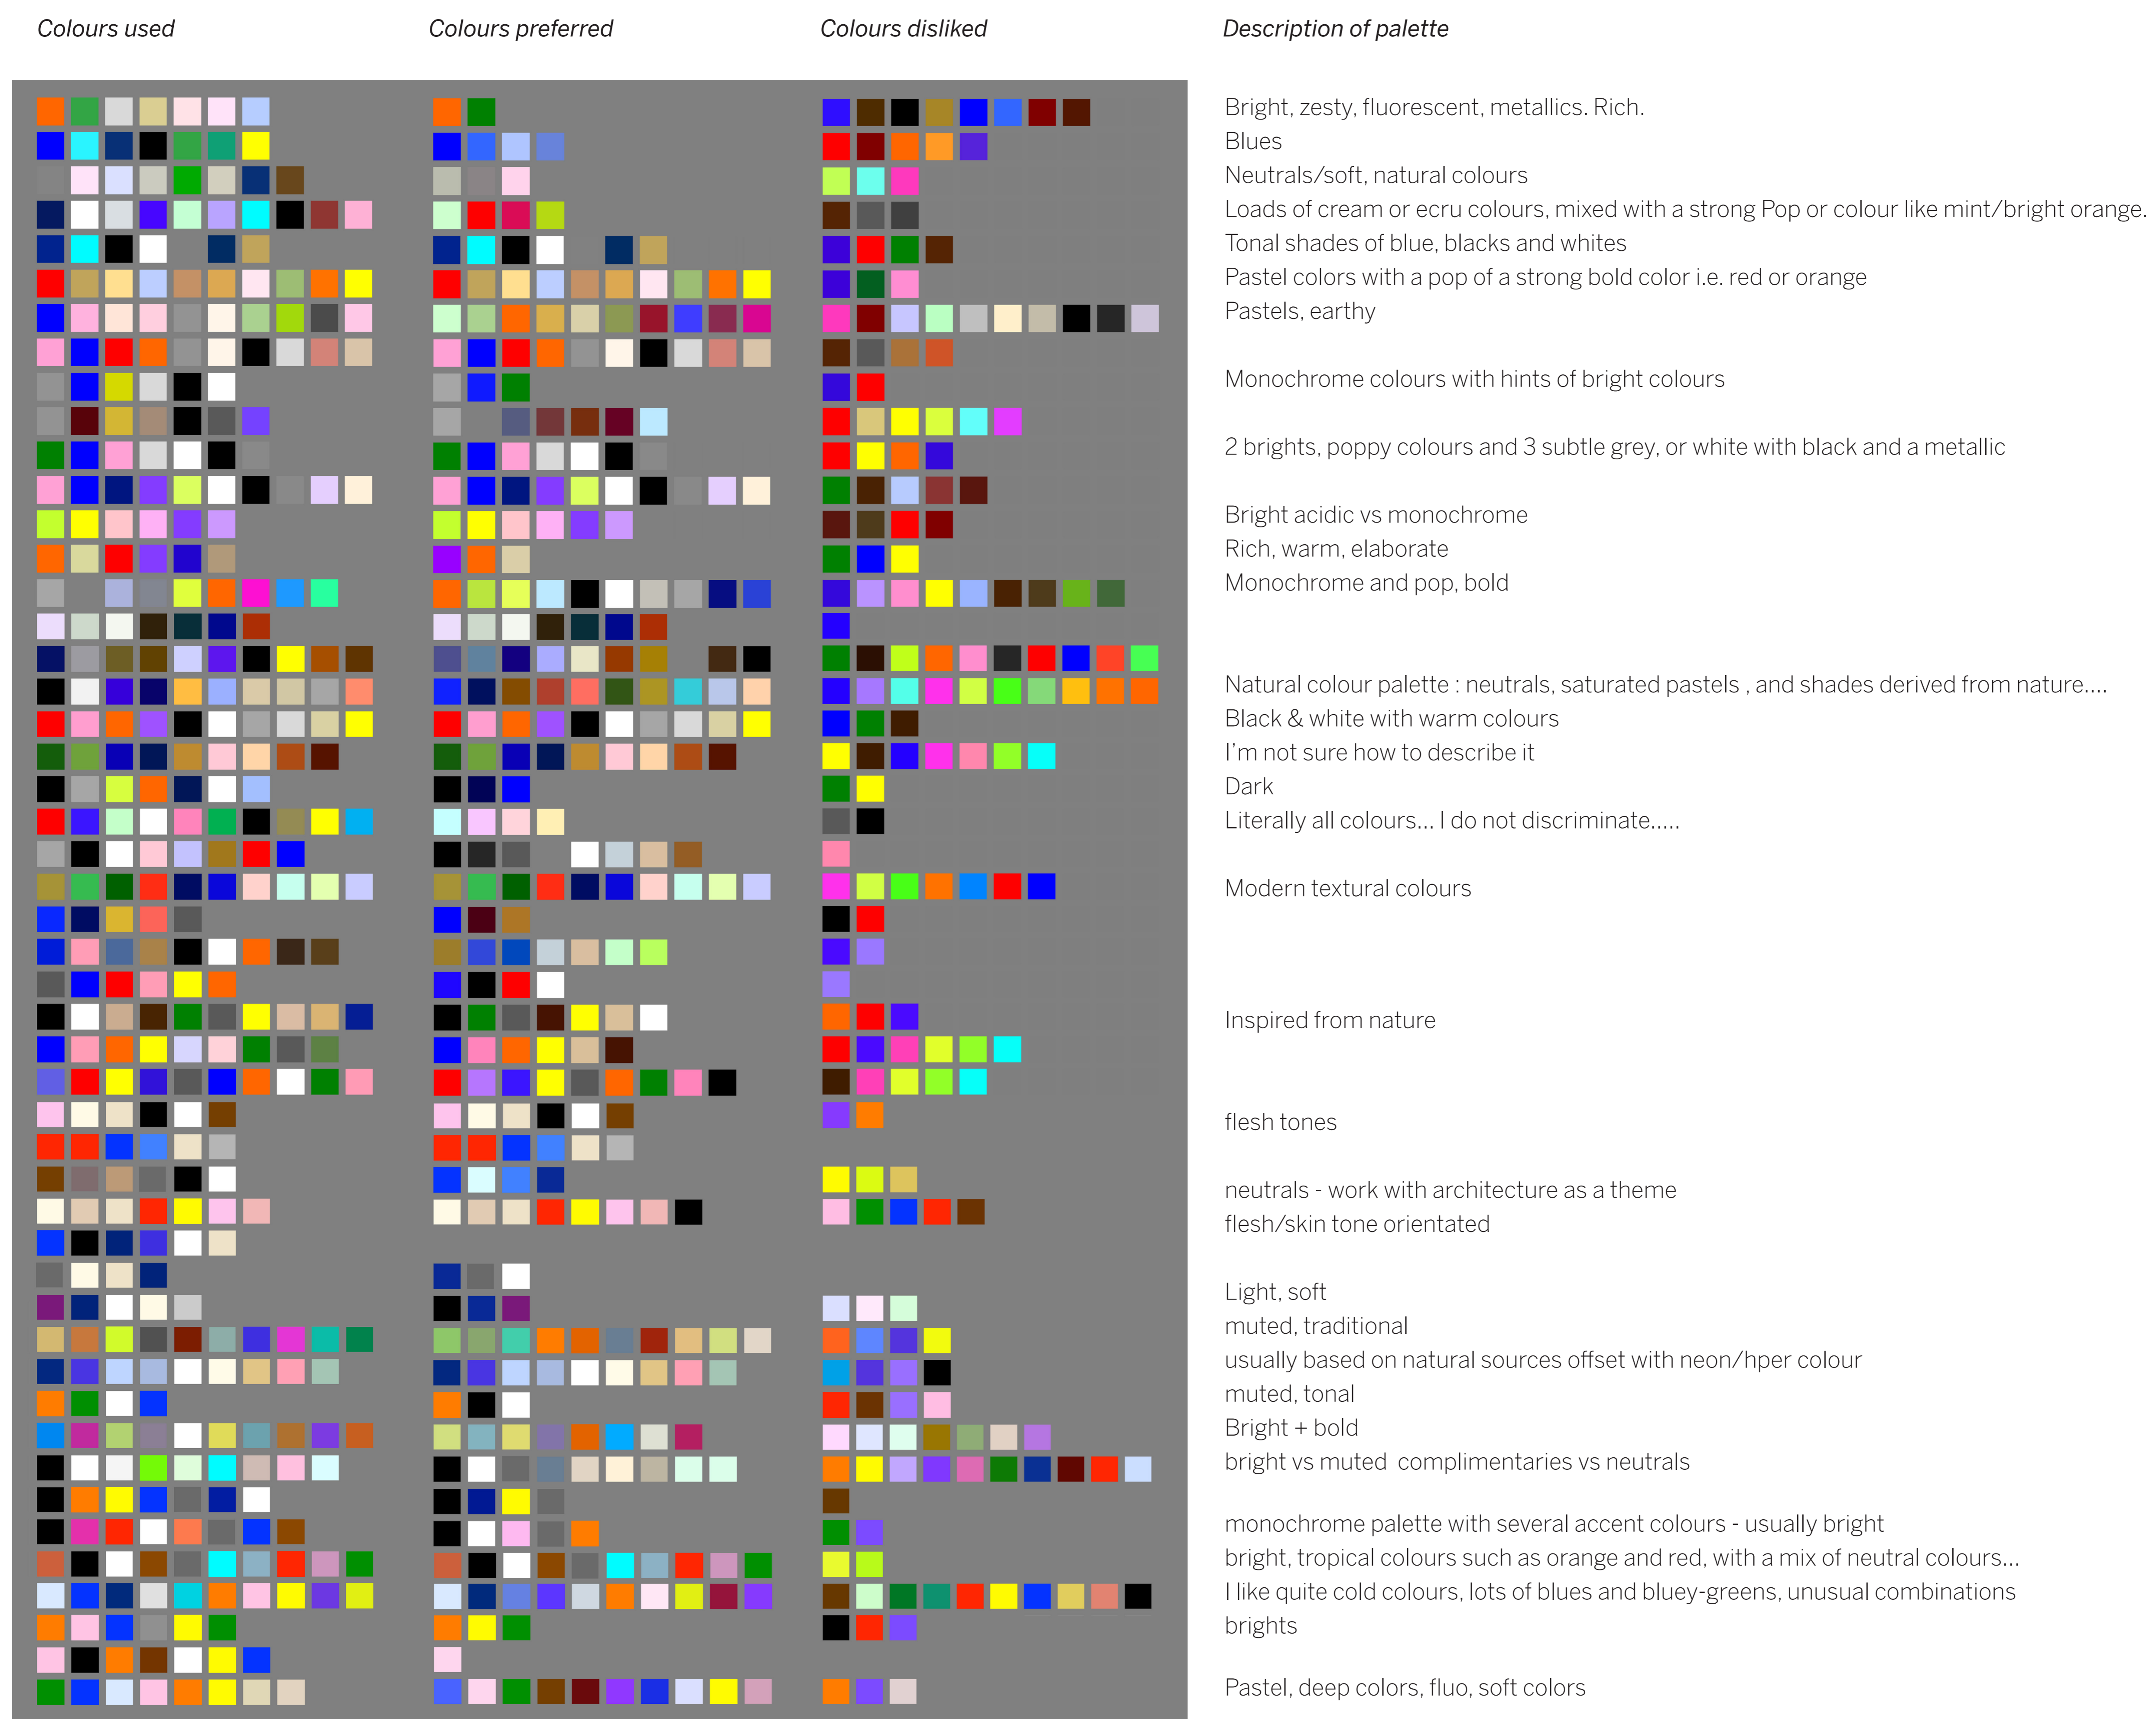 Colours used
Colours preferred
Colours disliked
Description of palette
Bright, zesty, fluorescent, metallics. Rich.
Blues
Neutrals/soft, natural colours
Loads of cream or ecru colours, mixed with a strong Pop or colour like mint/bright orange.
Tonal shades of blue, blacks and whites
Pastel colors with a pop of a strong bold color i.e. red or orange
Pastels, earthy
Monochrome colours with hints of bright colours
2 brights, poppy colours and 3 subtle grey, or white with black and a metallic
Bright acidic vs monochrome
Rich, warm, elaborate
Monochrome and pop, bold
Natural colour palette : neutrals, saturated pastels , and shades derived from nature....
Black & white with warm colours
I'm not sure how to describe it
Dark
Literally all colours... I do not discriminate.....
Modern textural colours
Inspired from nature
flesh tones
neutrals - work with architecture as a theme
flesh/skin tone orientated
Light, soft
muted, traditional
usually based on natural sources offset with neon/hper colour
muted, tonal
Bright + bold
bright vs muted  complimentaries vs neutrals
monochrome palette with several accent colours - usually bright
bright, tropical colours such as orange and red, with a mix of neutral colours...
I like quite cold colours, lots of blues and bluey-greens, unusual combinations
brights
Pastel, deep colors, fluo, soft colors